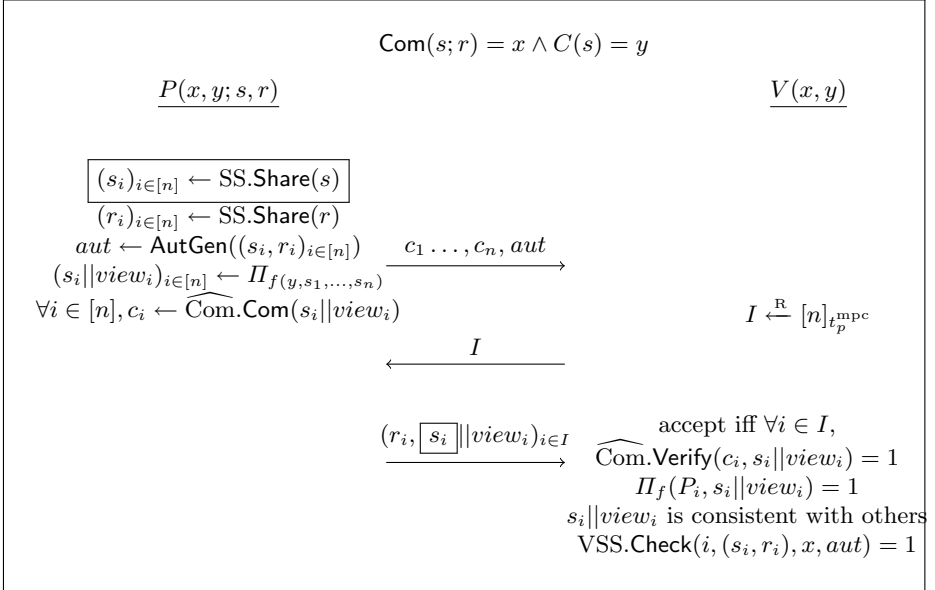 Com(s; r) = x ∧ C(s) = y
P(x, y; s, r)
V(x, y)
(s_i)_{i∈[n]} ← SS.Share(s)
(r_i)_{i∈[n]} ← SS.Share(r)
aut ← AutGen((s_i, r_i)_{i∈[n]})
c_1 ..., c_n, aut
(s_i||view_i)_{i∈[n]} ← Π_{f(y,s_1,...,s_n)}
∀i ∈ [n], c_i ← \widehat{Com}.Com(s_i||view_i)
I ←^R [n]_{t_p^{mpc}}
I
(r_i, s_i ||view_i)_{i∈I}
accept iff ∀i ∈ I,
\widehat{Com}.Verify(c_i, s_i||view_i) = 1
Π_f(P_i, s_i||view_i) = 1
s_i||view_i is consistent with others
VSS.Check(i, (s_i, r_i), x, aut) = 1